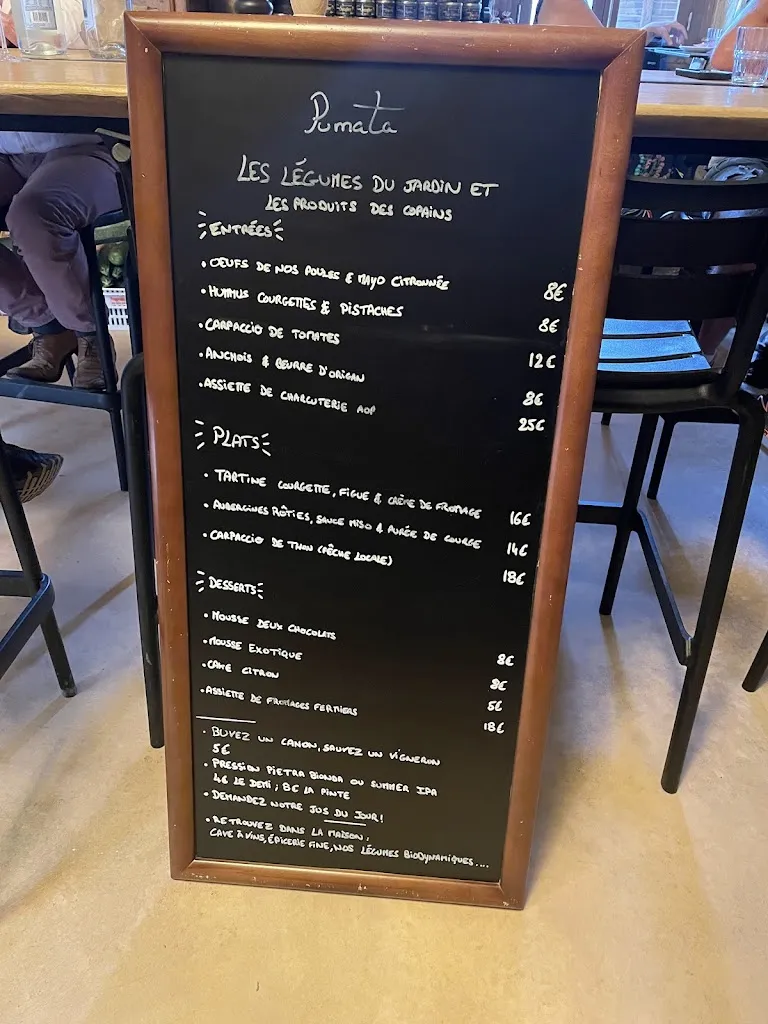 Pumata
LES LÉGUMES DU JARDIN ET
LES PRODUITS DES COPAINS
ENTRÉES
• OEUFS DE NOS POULES & MAYO CITRONNÉE 8€
• HUMMUS COURGETTES & PISTACHES 8€
• CARPACCIO DE TOMATES 12€
• ANCHOIS & BEURRE D'ORIGAN 8€
• ASSIETTE DE CHARCUTERIE AOP 25€
PLATS
• TARTINE COURGETTE, FIGUE & CRÈME DE FROMAGE 16€
• AUBERGINES RÔTIES, SAUCE MISO & PURÉE DE COURGE 14€
• CARPACCIO DE THON (PÊCHE LOCALE) 18€
DESSERTS
• MOUSSE DEUX CHOCOLATS 8€
• MOUSSE EXOTIQUE 8€
• CAKE CITRON 5€
• ASSIETTE DE FROMAGES FERMIERS 18€
• BUVEZ UN CANON, SAUVEZ UN VIGNERON
5€
• PRESSION PIETRA BIONDA OU SUMMER IPA
4€ LE DEMI ; 8€ LA PINTE
• DEMANDEZ NOTRE JUS DU JOUR!
• RETROUVEZ DANS LA MAISON:
CAVE À VINS, ÉPICERIE FINE, NOS LÉGUMES BIODYNAMIQUES....